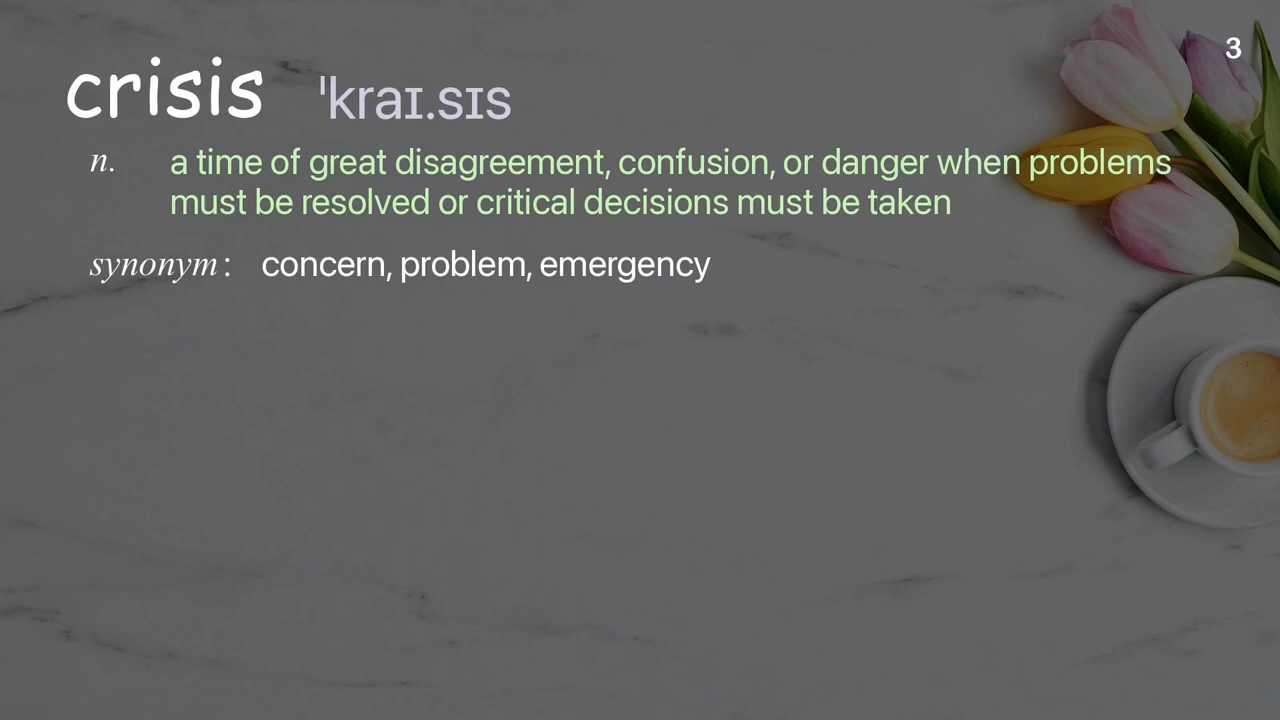 3
crisis ˈkraɪ.sɪs
n. a time of great disagreement, confusion, or danger when problems
must be resolved or critical decisions must be taken
synonym: concern, problem, emergency